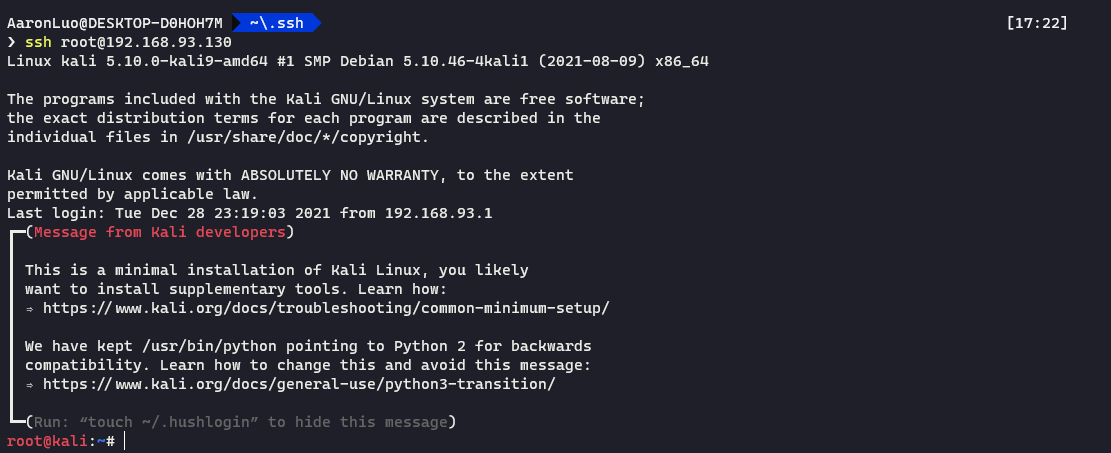 AaronLuo@DESKTOP-D0HOH7M ~\.ssh [17:22]
❯ ssh root@192.168.93.130
Linux kali 5.10.0-kali9-amd64 #1 SMP Debian 5.10.46-4kali1 (2021-08-09) x86_64
The programs included with the Kali GNU/Linux system are free software;
the exact distribution terms for each program are described in the
individual files in /usr/share/doc/*/copyright.
Kali GNU/Linux comes with ABSOLUTELY NO WARRANTY, to the extent
permitted by applicable law.
Last login: Tue Dec 28 23:19:03 2021 from 192.168.93.1
┏━(Message from Kali developers)
┃ This is a minimal installation of Kali Linux, you likely
┃ want to install supplementary tools. Learn how:
┃ ⇒ https://www.kali.org/docs/troubleshooting/common-minimum-setup/
┃ We have kept /usr/bin/python pointing to Python 2 for backwards
┃ compatibility. Learn how to change this and avoid this message:
┃ ⇒ https://www.kali.org/docs/general-use/python3-transition/
┗━(Run: “touch ~/.hushlogin” to hide this message)
root@kali:~#